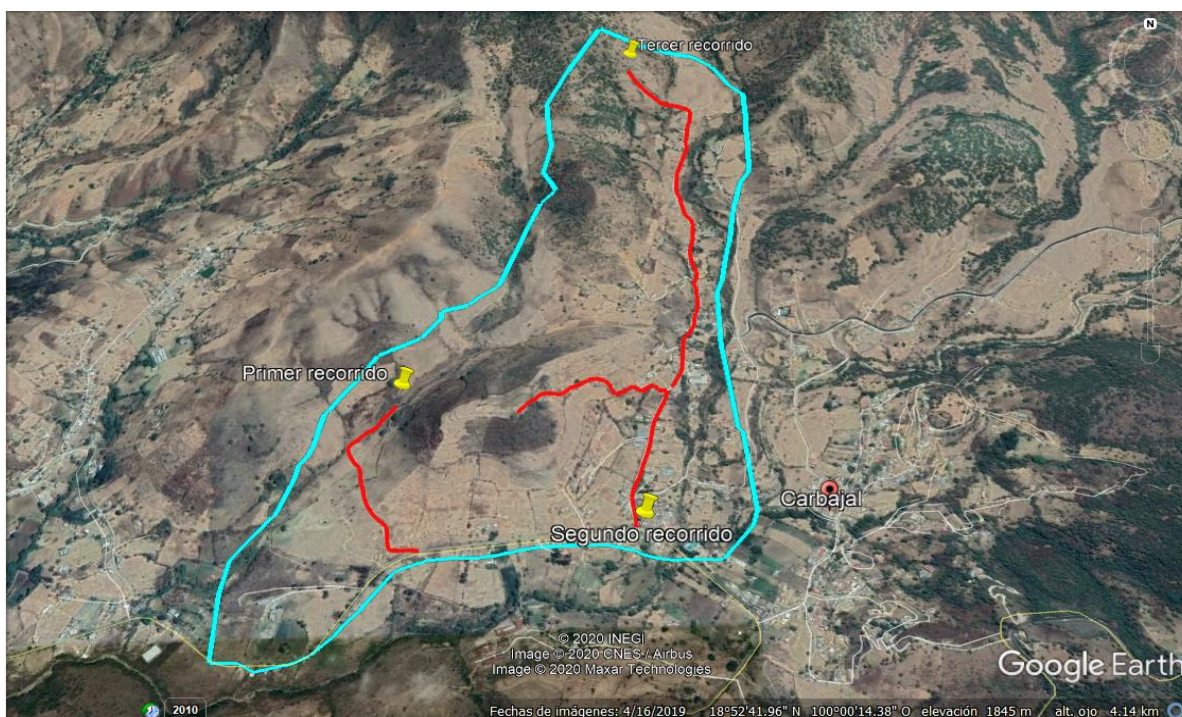 N
Tercer recorrido
Primer recorrido
Carbajal
Segundo recorrido
© 2020 INEGI
Image © 2020 CNES / Airbus
Image © 2020 Maxar Technologies
Google Earth
2010
Fechas de imágenes: 4/16/2019 18°52'41.96" N 100°00'14.38" O elevación 1845 m alt. ojo 4.14 km